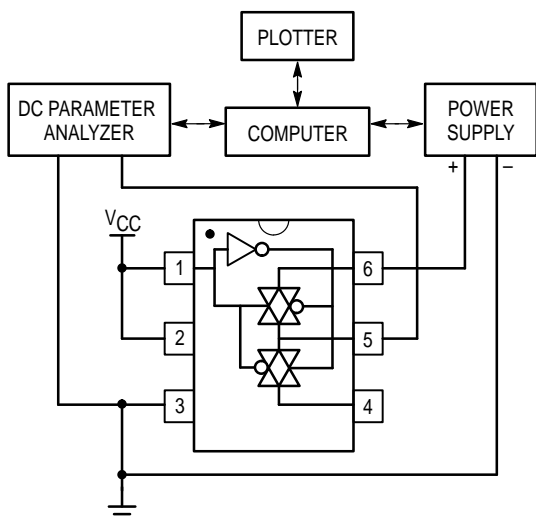 PLOTTER
DC PARAMETER
ANALYZER
COMPUTER
POWER
SUPPLY
+
–
VCC
1
6
2
5
3
4